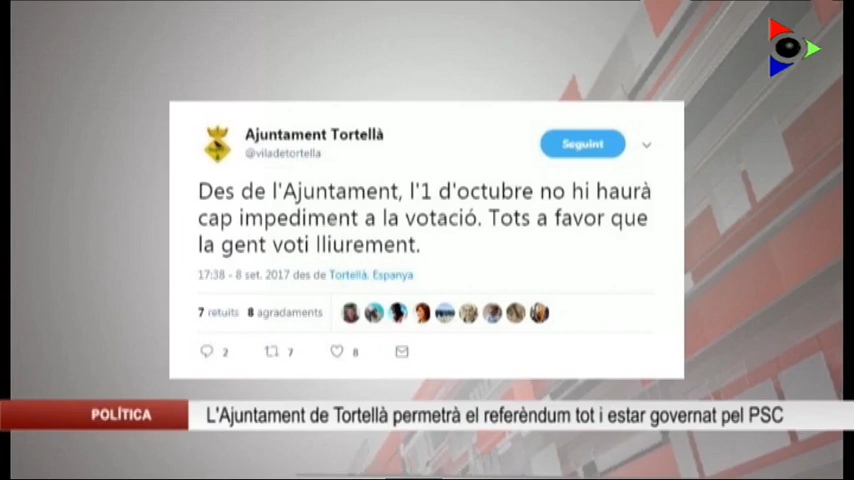 Ajuntament Tortellà
@viladetortella
Seguint
Des de l'Ajuntament, l'1 d'octubre no hi haurà
cap impediment a la votació. Tots a favor que
la gent voti lliurement.
17:38 - 8 set. 2017 des de Tortellà, Espanya
7 retuits 8 agradaments
2 7 8
POLÍTICA
L'Ajuntament de Tortellà permetrà el referèndum tot i estar governat pel PSC